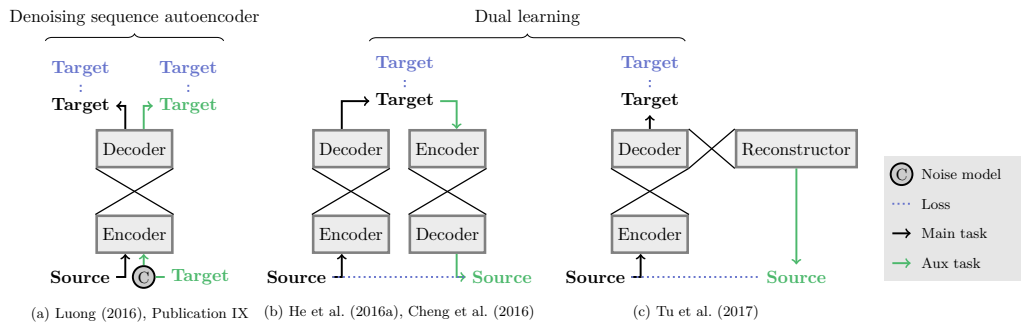 Denoising sequence autoencoder
Dual learning
Target Target
Target Target
Decoder
Encoder
Source C Target
(a) Luong (2016), Publication IX
Target
Target
Decoder Encoder
Encoder Decoder
Source Source
(b) He et al. (2016a), Cheng et al. (2016)
Target
Target
Decoder Reconstructor
Encoder
Source Source
(c) Tu et al. (2017)
C Noise model
Loss
Main task
Aux task